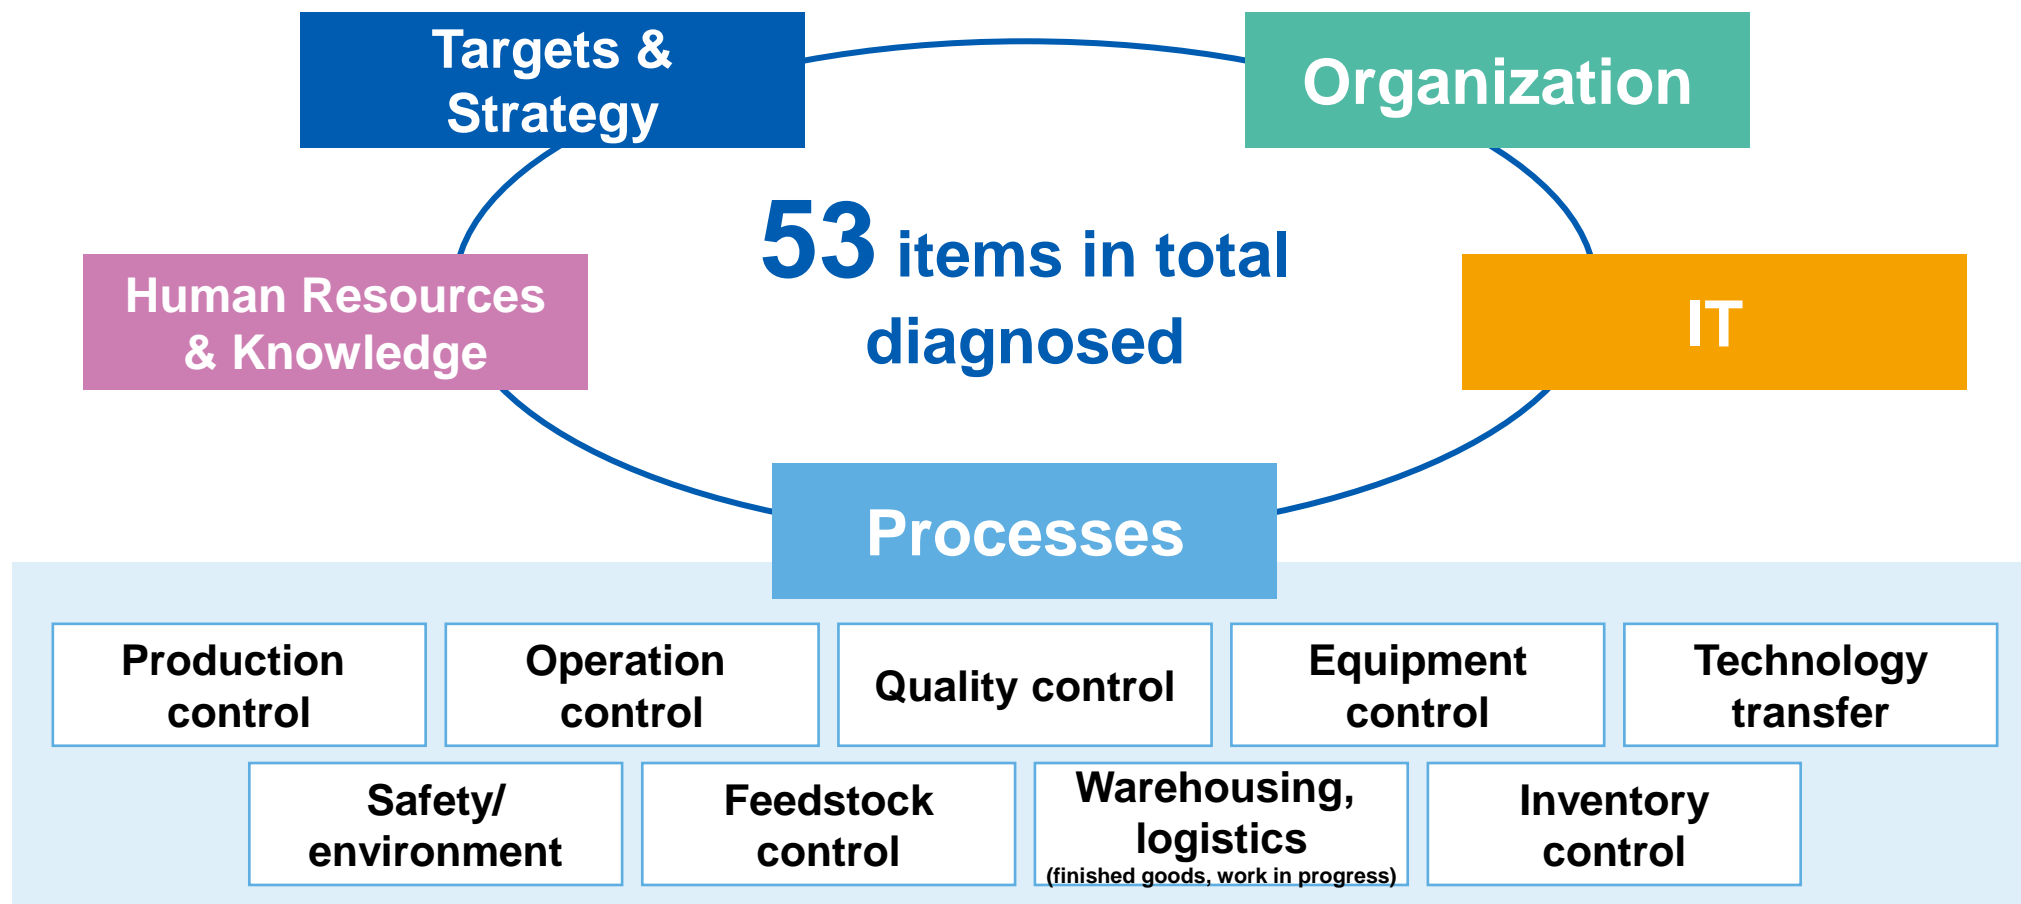 Targets &
Strategy
Organization
53 items in total
diagnosed
Human Resources
& Knowledge
IT
Processes
Production
control
Operation
control
Quality control
Equipment
control
Technology
transfer
Safety/
environment
Feedstock
control
Warehousing,
logistics
(finished goods, work in progress)
Inventory
control